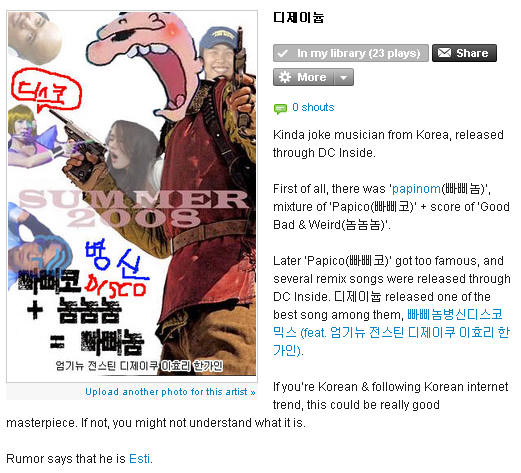 디제이뉴
In my library (23 plays)
Share
More
0 shouts
Kinda joke musician from Korea, released
through DC Inside.
First of all, there was 'papinom(빠삐놈)',
mixture of 'Papico(빠삐코)' + score of 'Good
Bad & Weird(놈놈놈)'.
Later 'Papico(빠삐코)' got too famous, and
several remix songs were released through
DC Inside. 디제이뉴 released one of the
best song among them, 빠삐놈병신디스코
믹스 (feat. 엄기뉴 전스틴 디제이쿠 이효리 한
가인).
If you're Korean & following Korean internet
trend, this could be really good
masterpiece. If not, you might not understand what it is.
Rumor says that he is Esti.
디스코
SUMMER
2008
병신
DISCO
빠삐코
+ 놈놈놈
= 빠삐놈
엄기뉴 전스틴 디제이쿠 이효리 한가인
Upload another photo for this artist »